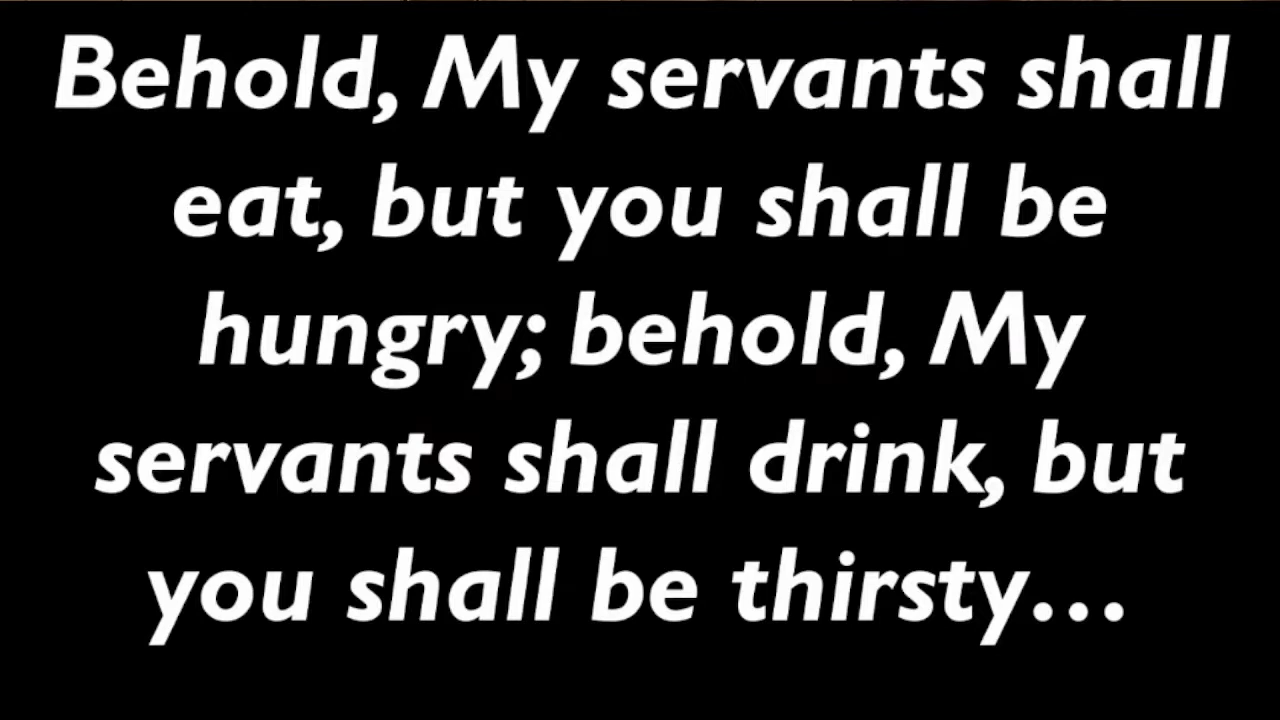 Behold, My servants shall
eat, but you shall be
hungry; behold, My
servants shall drink, but
you shall be thirsty...